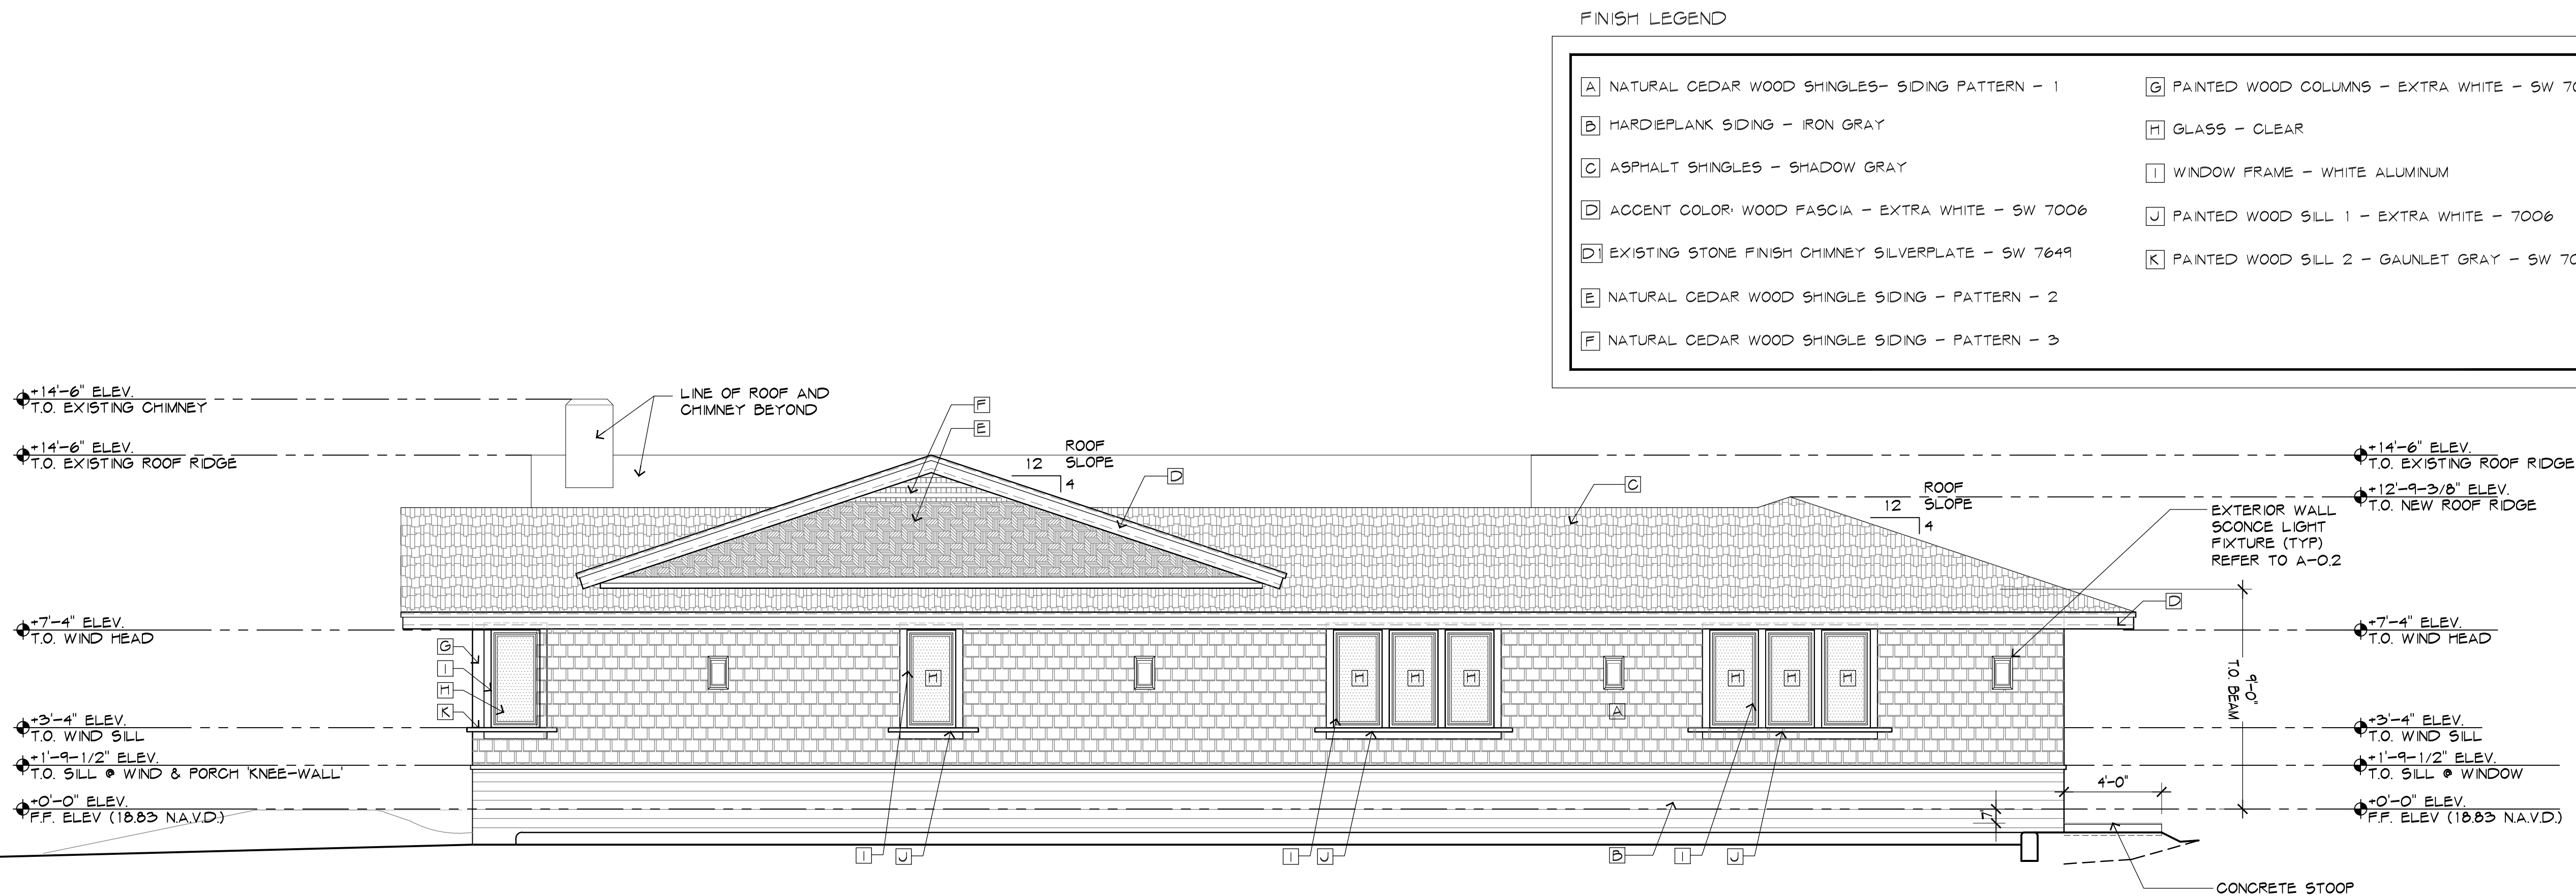 FINISH LEGEND
A NATURAL CEDAR WOOD SHINGLES- SIDING PATTERN - 1
B HARDIEPLANK SIDING - IRON GRAY
C ASPHALT SHINGLES - SHADOW GRAY
D ACCENT COLOR: WOOD FASCIA - EXTRA WHITE - SW 7006
D1 EXISTING STONE FINISH CHIMNEY SILVERPLATE - SW 7649
E NATURAL CEDAR WOOD SHINGLE SIDING - PATTERN - 2
F NATURAL CEDAR WOOD SHINGLE SIDING - PATTERN - 3
G PAINTED WOOD COLUMNS - EXTRA WHITE - SW
H GLASS - CLEAR
I WINDOW FRAME - WHITE ALUMINUM
J PAINTED WOOD SILL 1 - EXTRA WHITE - 7006
K PAINTED WOOD SILL 2 - GAUNLET GRAY - SW
+14'-6" ELEV.
T.O. EXISTING CHIMNEY
+14'-6" ELEV.
T.O. EXISTING ROOF RIDGE
+7'-4" ELEV.
T.O. WIND HEAD
+3'-4" ELEV.
T.O. WIND SILL
+1'-9-1/2" ELEV.
T.O. SILL @ WIND & PORCH 'KNEE-WALL'
+0'-0" ELEV.
F.F. ELEV (18.83 N.A.V.D.)
LINE OF ROOF AND
CHIMNEY BEYOND
F
E
ROOF
SLOPE
12
4
D
C
ROOF
SLOPE
12
4
EXTERIOR WALL
SCONCE LIGHT
FIXTURE (TYP)
REFER TO A-0.2
D
G
I
H
K
H
H
H
H
H
H
H
A
I
J
I
J
B
I
J
7"
4'-0"
9'-0"
T.O. BEAM
CONCRETE STOOP
+14'-6" ELEV.
T.O. EXISTING ROOF RIDGE
+12'-9-3/8" ELEV.
T.O. NEW ROOF RIDGE
+7'-4" ELEV.
T.O. WIND HEAD
+3'-4" ELEV.
T.O. WIND SILL
+1'-9-1/2" ELEV.
T.O. SILL @ WINDOW
+0'-0" ELEV.
F.F. ELEV (18.83 N.A.V.D.)